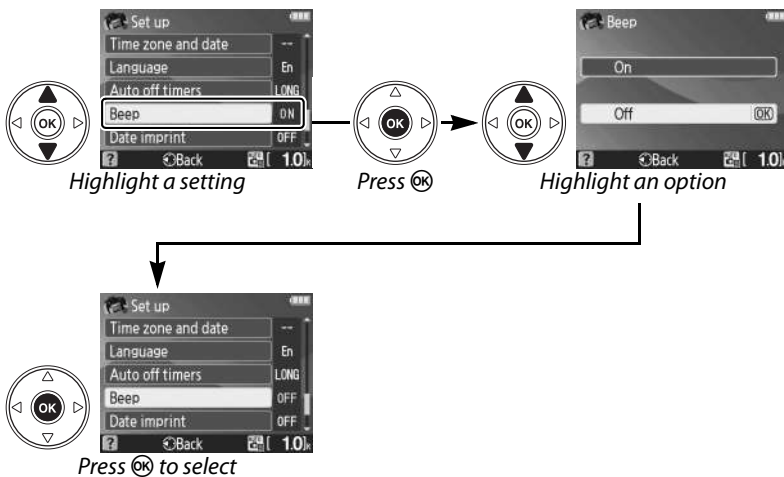 Set up
Time zone and date --
Language En
Auto off timers LONG
Beep ON
Date imprint OFF
? Back [ 1.0]k
OK
Highlight a setting
OK
Press OK
OK
Beep
On
Off OK
? Back [ 1.0]k
Highlight an option
Set up
Time zone and date --
Language En
Auto off timers LONG
Beep OFF
Date imprint OFF
? Back [ 1.0]k
OK
Press OK to select